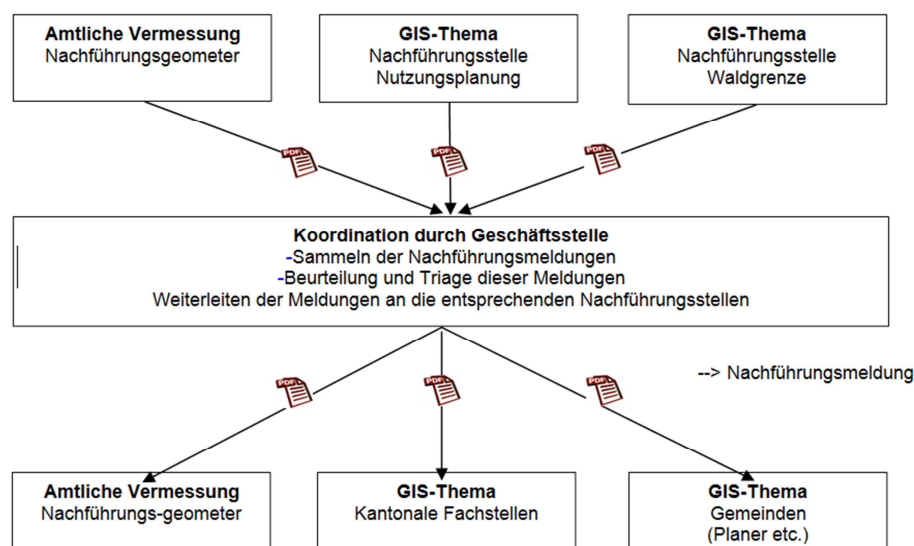 Amtliche Vermessung
Nachführungsgeometer
GIS-Thema
Nachführungsstelle
Nutzungsplanung
GIS-Thema
Nachführungsstelle
Waldgrenze
PDF
PDF
PDF
Koordination durch Geschäftsstelle
-Sammeln der Nachführungsmeldungen
-Beurteilung und Triage dieser Meldungen
Weiterleiten der Meldungen an die entsprechenden Nachführungsstellen
PDF
PDF
PDF
--> Nachführungsmeldung
Amtliche Vermessung
Nachführungs-geometer
GIS-Thema
Kantonale Fachstellen
GIS-Thema
Gemeinden
(Planer etc.)